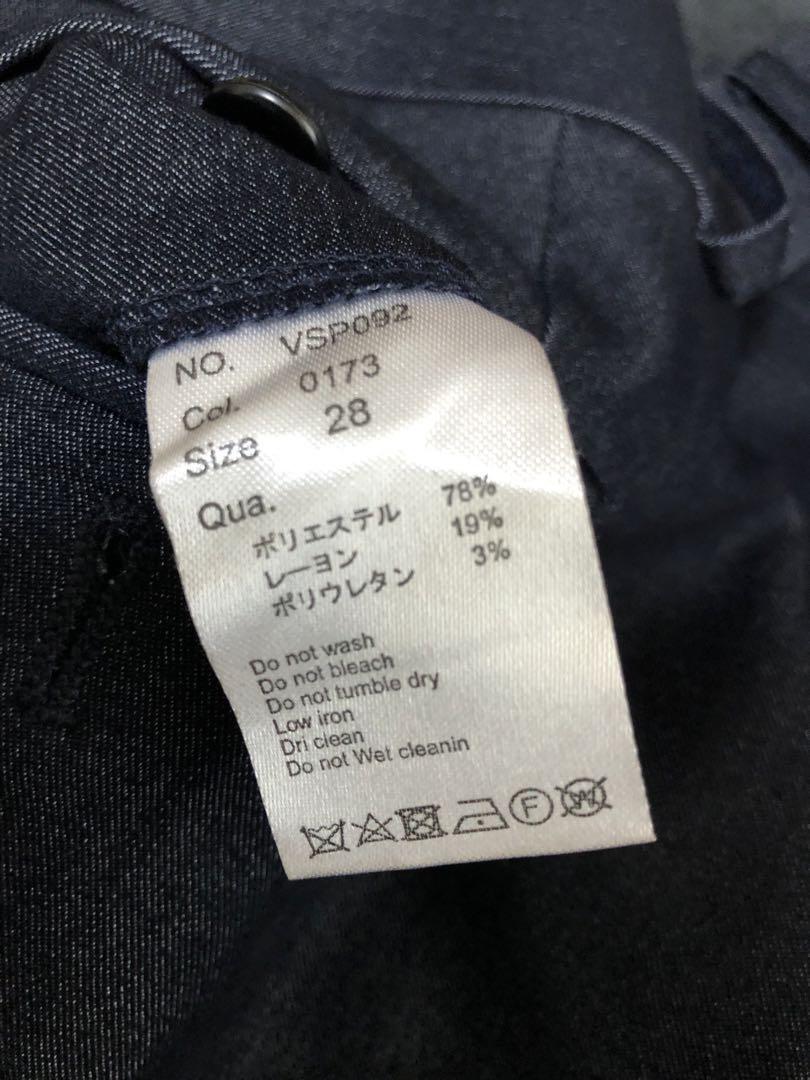 NO. VSP092
Col. 0173
Size 28
Qua.
ポリエステル 78%
レーヨン 19%
ポリウレタン 3%
Do not wash
Do not bleach
Do not tumble dry
Low iron
Dri clean
Do not Wet cleanin
F W